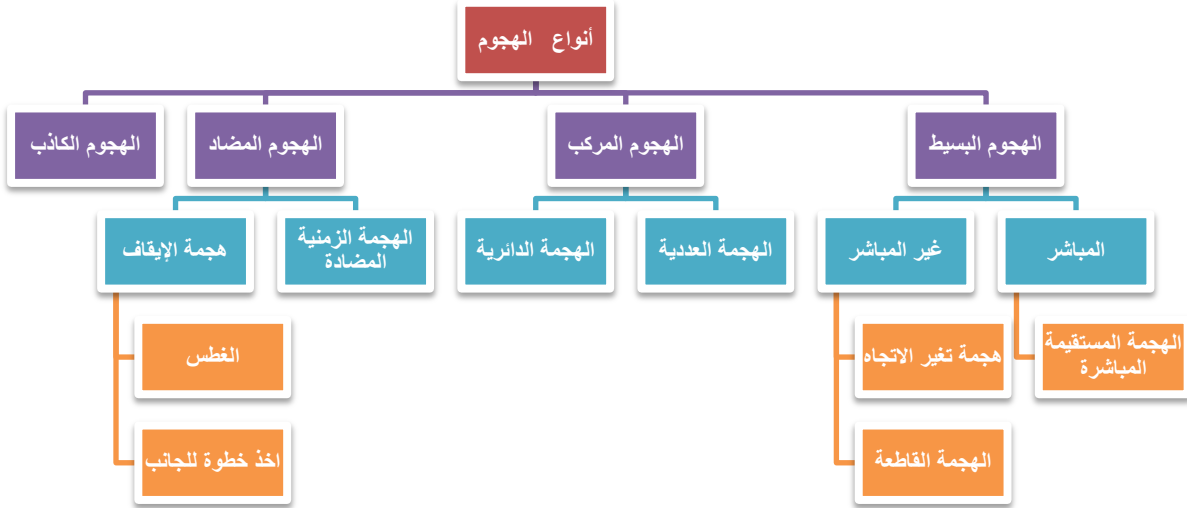 أنواع الهجوم
الهجوم البسيط
الهجوم المركب
الهجوم المضاد
الهجوم الكاذب
المباشر
غير المباشر
الهجمة العددية
الهجمة الدائرية
الهجمة الزمنية
المضادة
هجمة الإيقاف
الهجمة المستقيمة
المباشرة
هجمة تغير الاتجاه
الغطس
الهجمة القاطعة
اخذ خطوة للجانب